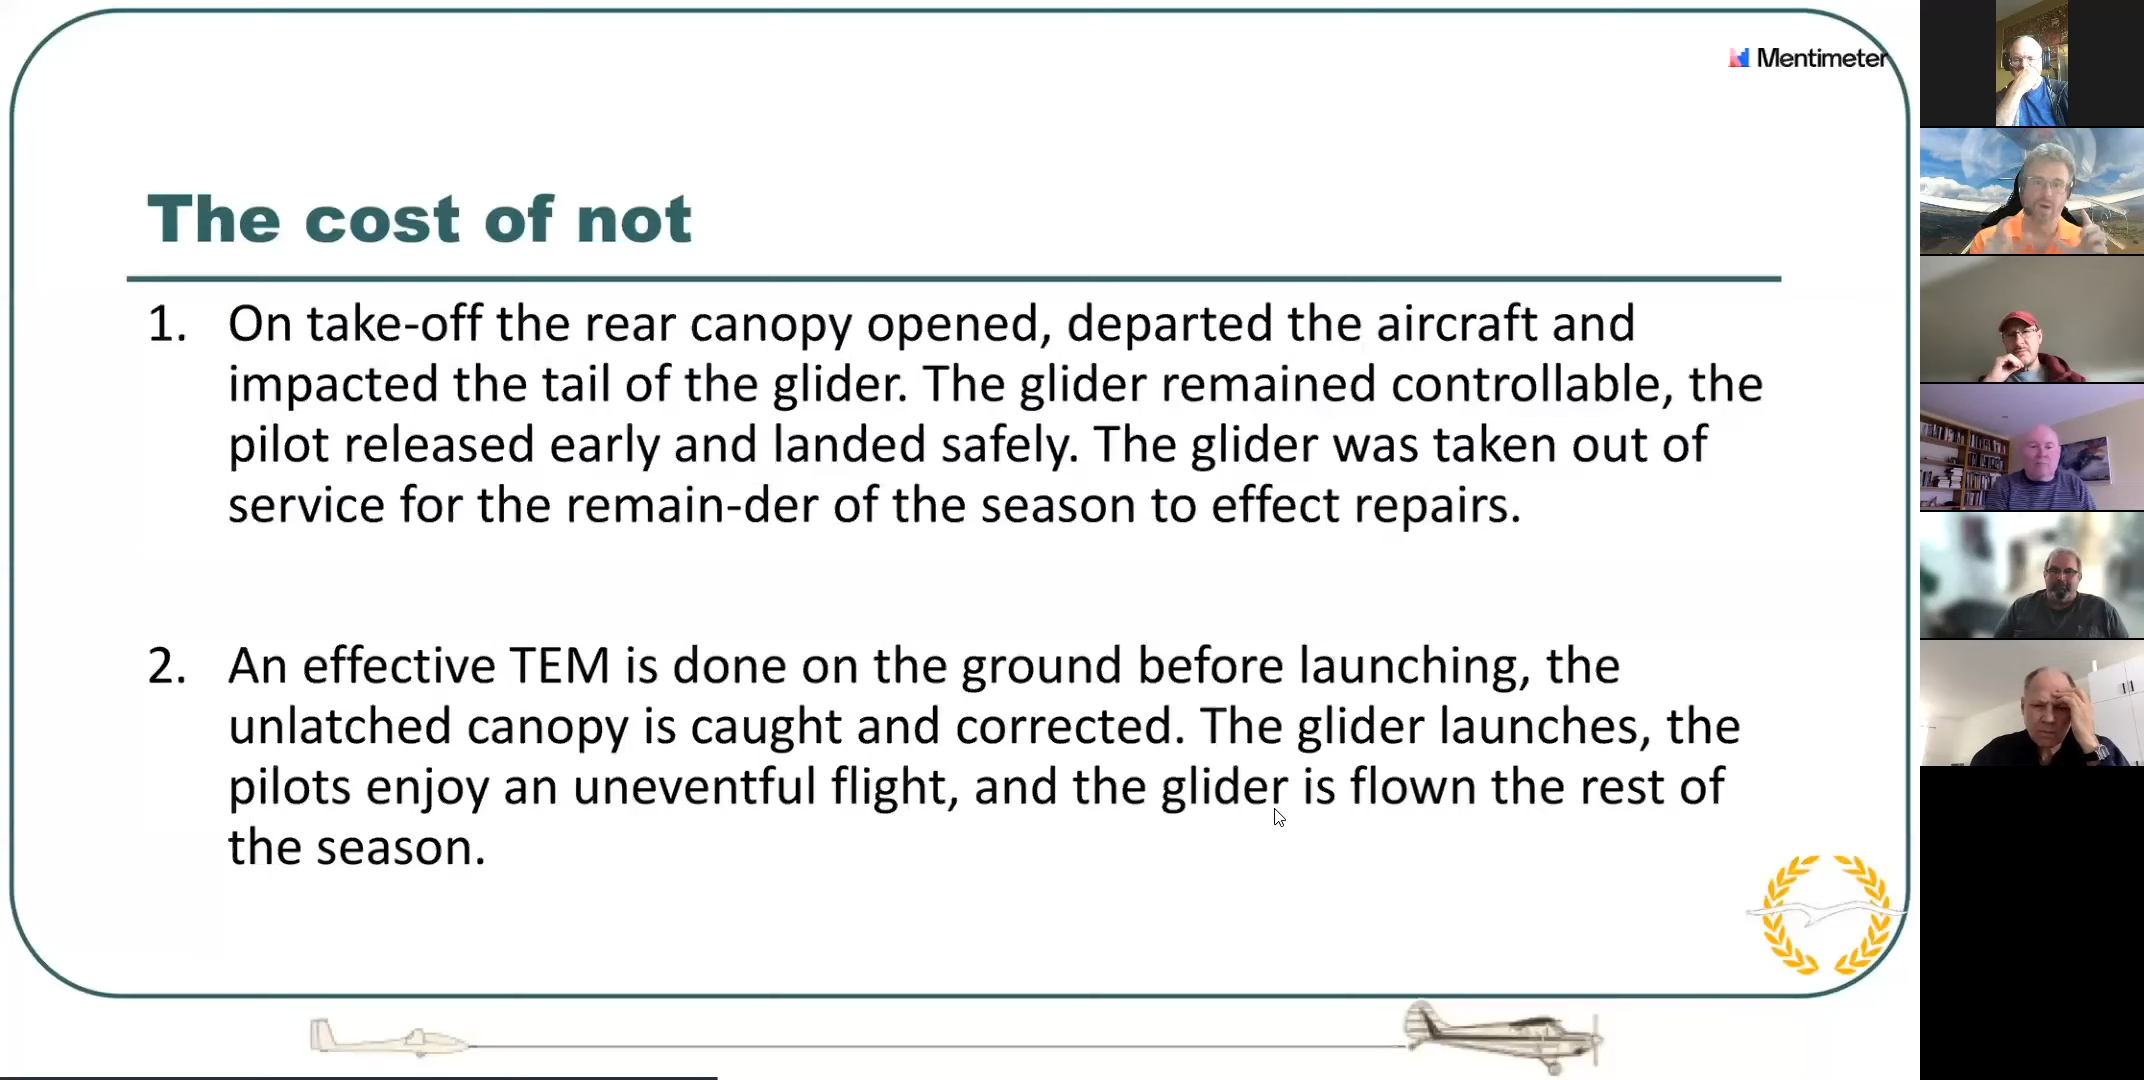 Mentimeter
The cost of not
1. On take-off the rear canopy opened, departed the aircraft and
impacted the tail of the glider. The glider remained controllable, the
pilot released early and landed safely. The glider was taken out of
service for the remain-der of the season to effect repairs.
2. An effective TEM is done on the ground before launching, the
unlatched canopy is caught and corrected. The glider launches, the
pilots enjoy an uneventful flight, and the glider is flown the rest of
the season.